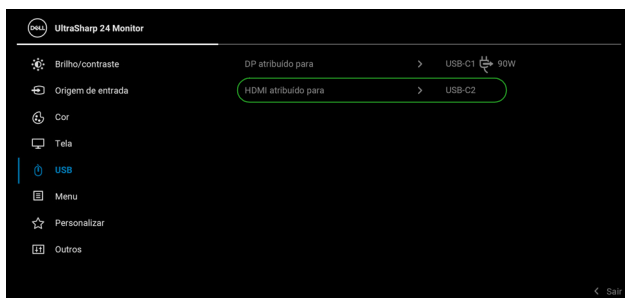 DELL UltraSharp 24 Monitor
Brilho/contraste DP atribuído para > USB-C1 90W
Origem de entrada HDMI atribuído para > USB-C2
Cor
Tela
USB
Menu
Personalizar
Outros
< Sair